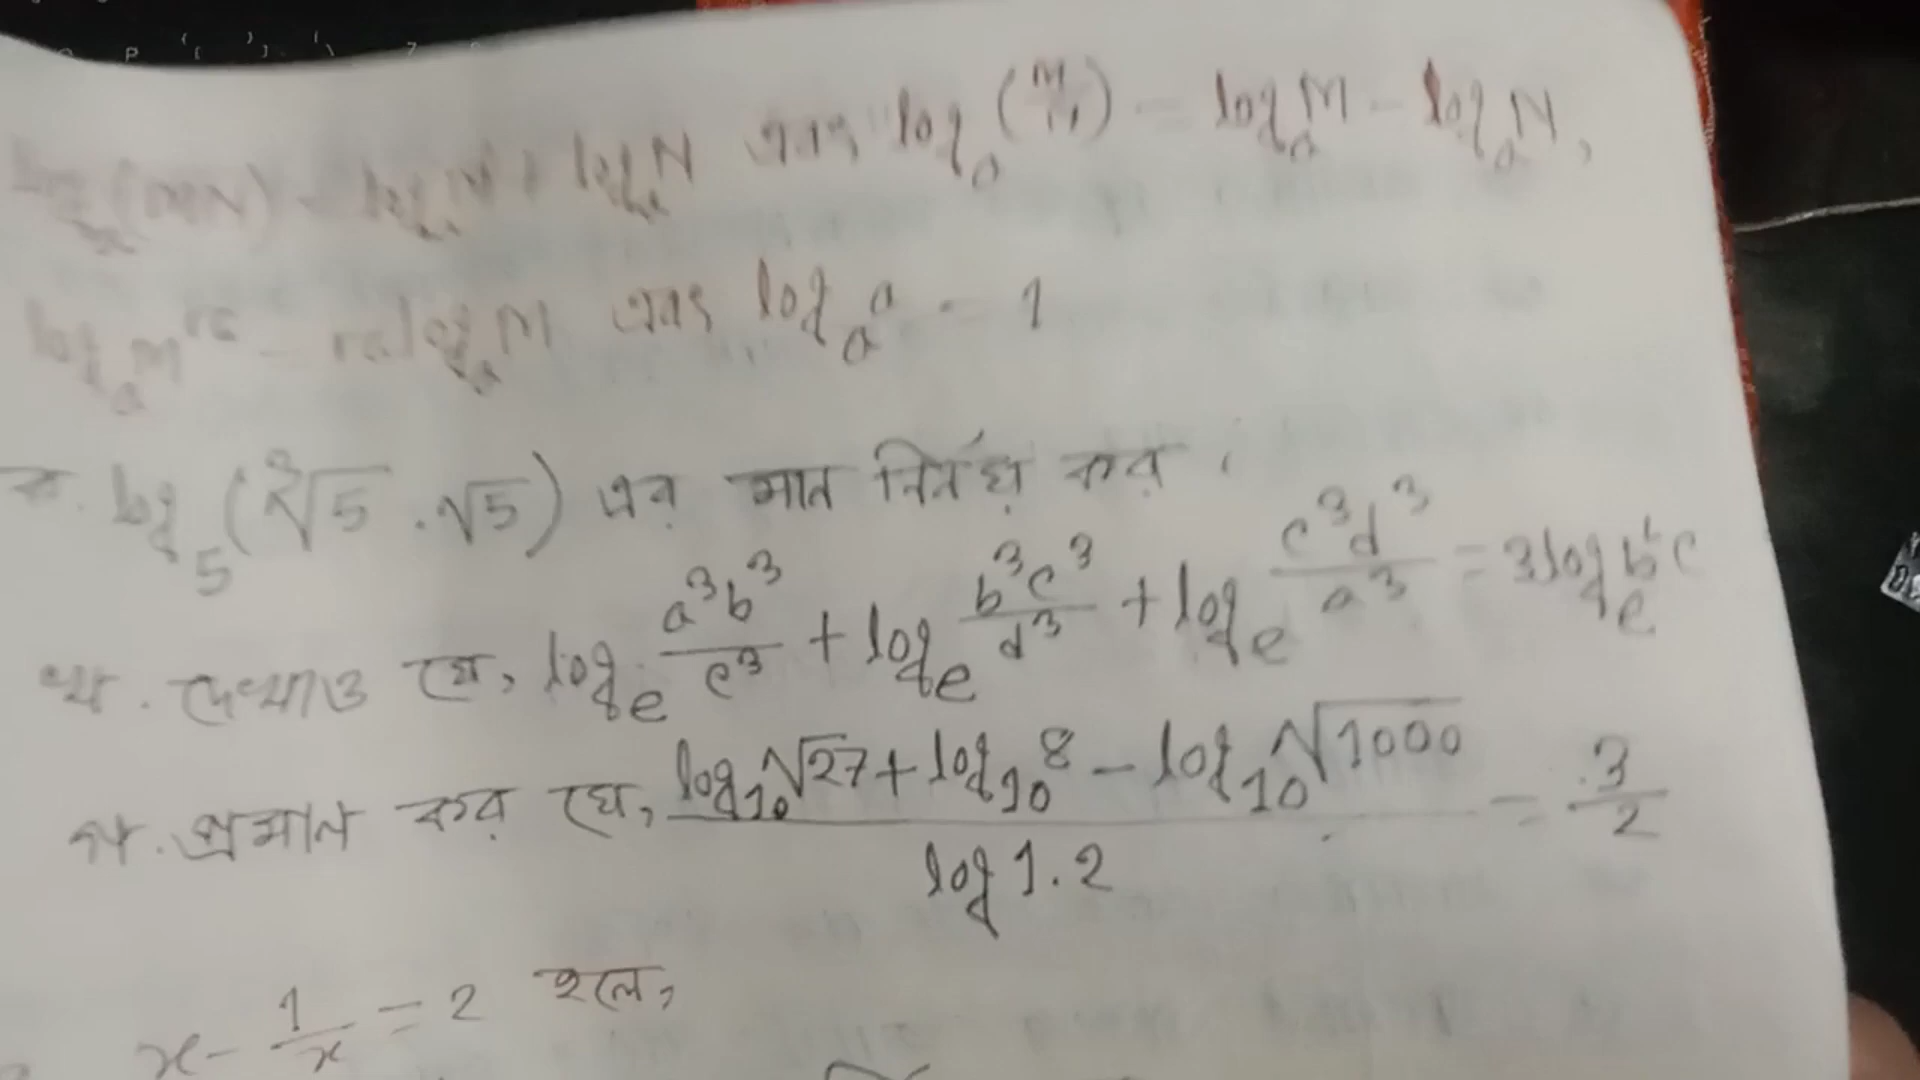 logₐ(MN) = logₐM + logₐN এবং logₐ(M/N) = logₐM - logₐN,
logₐMʳ = r logₐM এবং logₐa = 1
ক. log₅(∛5 . √5) এর মান নির্ণয় কর ।
খ. দেখাও যে, logₑ a³b³/c³ + logₑ b³c³/d³ + logₑ c³d³/a³ = 3logₑb²c
গ. প্রমান কর যে, (log₁₀√27 + log₁₀8 - log₁₀√1000)/(log 1.2) = 3/2
x - 1/x = 2 হলে,